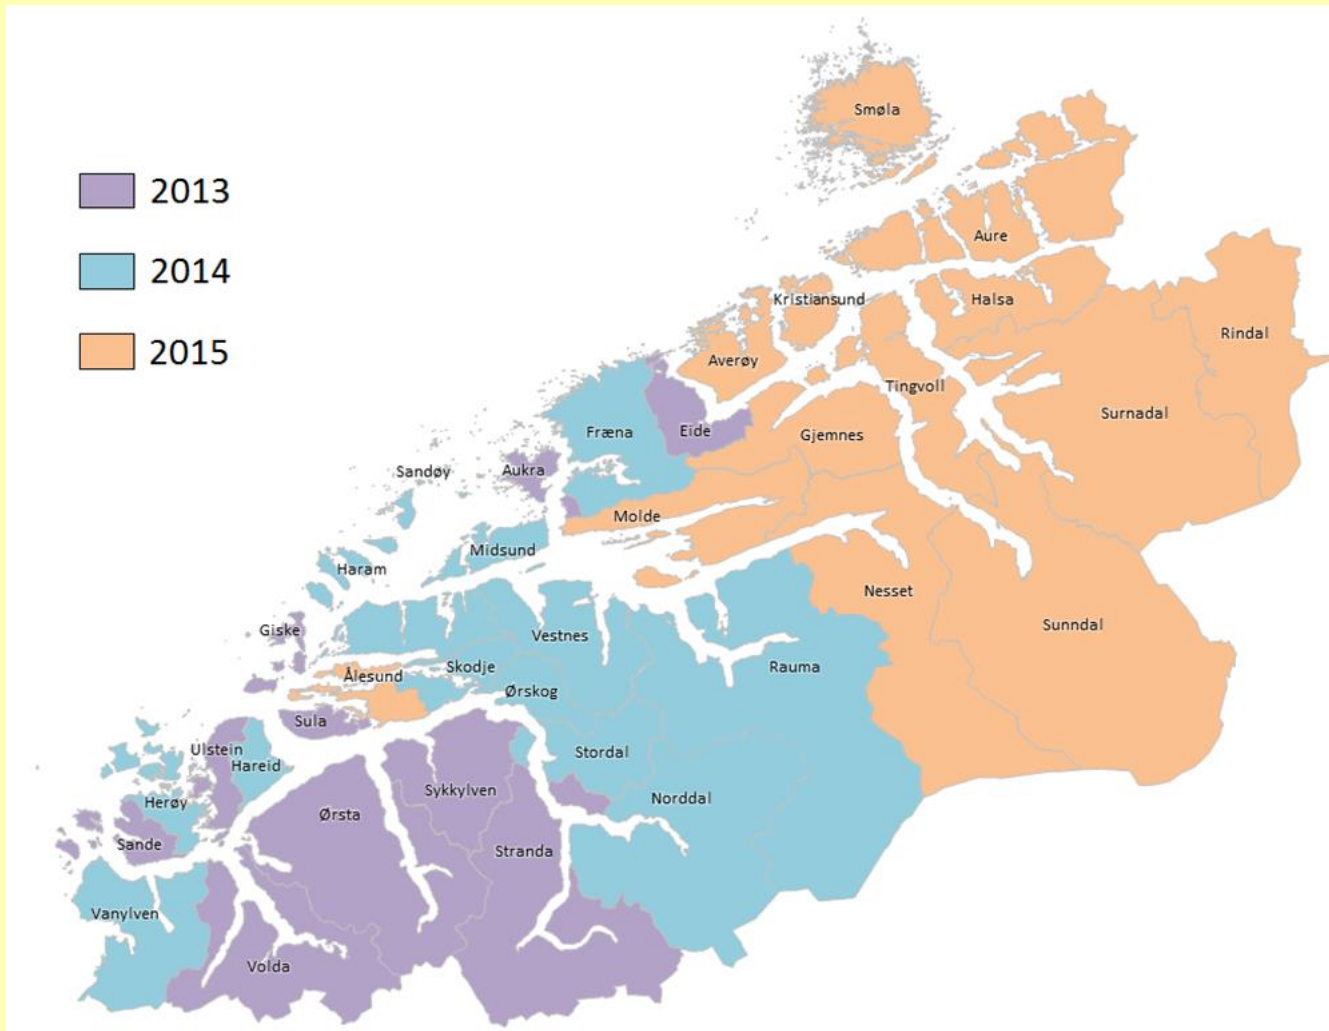 Smøla
2013
Aure
2014
Kristiansund
Halsa
Rindal
2015
Averøy
Tingvoll
Surnadal
Fræna
Eide
Gjemnes
Sandøy
Aukra
Molde
Midsund
Haram
Nesset
Giske
Vestnes
Sunndal
Skodje
Rauma
Ålesund
Ørskog
Sula
Ulstein
Stordal
Hareid
Sykkylven
Norddal
Herøy
Ørsta
Sande
Stranda
Vanylven
Volda